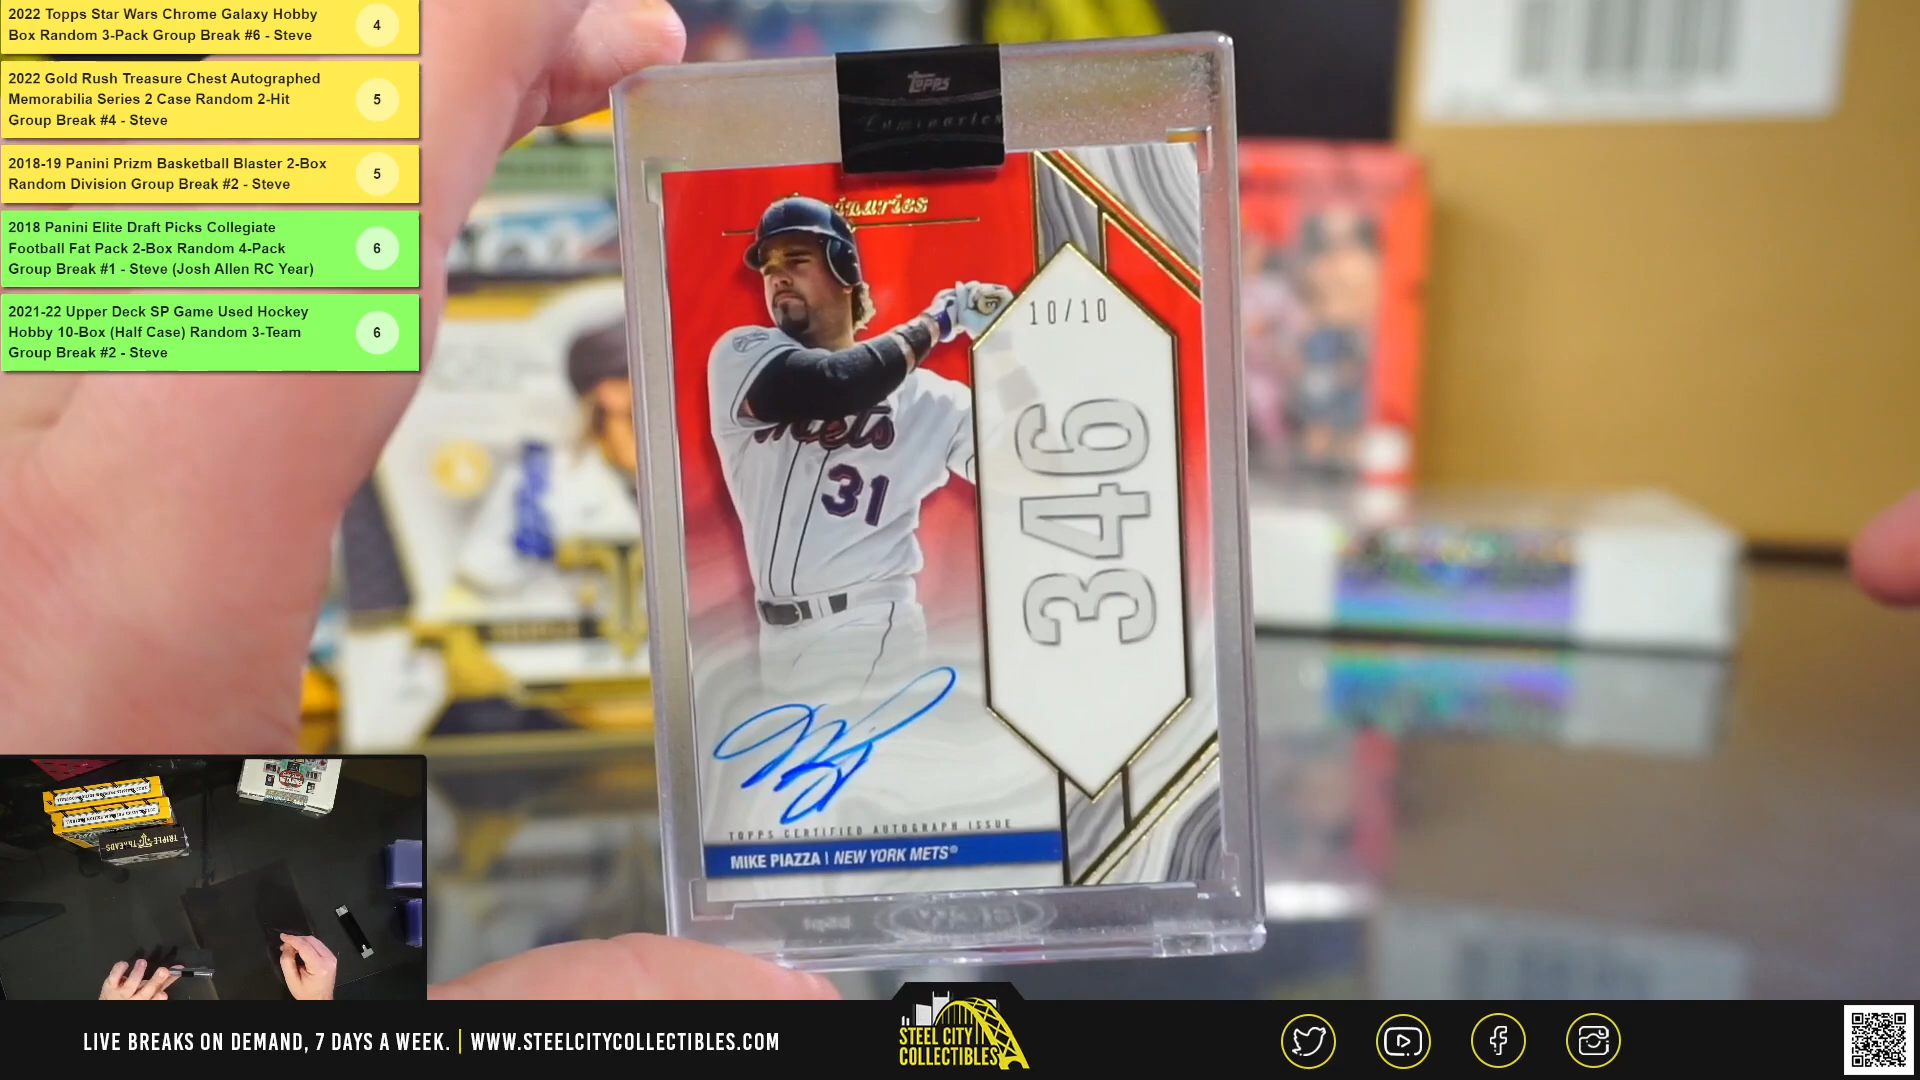 2022 Topps Star Wars Chrome Galaxy Hobby
Box Random 3-Pack Group Break #6 - Steve
4
2022 Gold Rush Treasure Chest Autographed
Memorabilia Series 2 Case Random 2-Hit
Group Break #4 - Steve
5
2018-19 Panini Prizm Basketball Blaster 2-Box
Random Division Group Break #2 - Steve
5
2018 Panini Elite Draft Picks Collegiate
Football Fat Pack 2-Box Random 4-Pack
Group Break #1 - Steve (Josh Allen RC Year)
6
2021-22 Upper Deck SP Game Used Hockey
Hobby 10-Box (Half Case) Random 3-Team
Group Break #2 - Steve
6
Topps
Luminaries
10/10
346
Mets
31
TOPPS CERTIFIED AUTOGRAPH ISSUE
MIKE PIAZZA | NEW YORK METS®
TRIPLE THREADS
LIVE BREAKS ON DEMAND, 7 DAYS A WEEK. | WWW.STEELCITYCOLLECTIBLES.COM
STEEL CITY
COLLECTIBLES